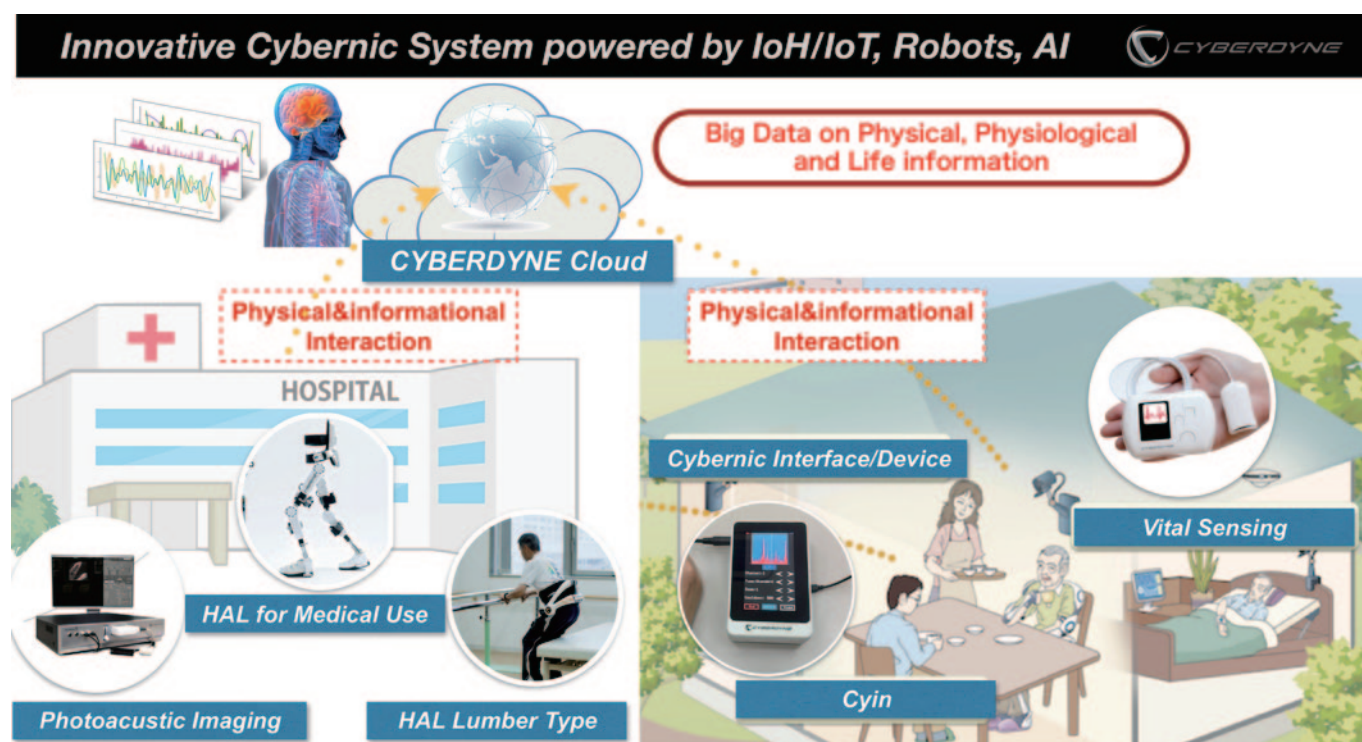 Innovative Cybernic System powered by IoH/IoT, Robots, AI
CYBERDYNE
Big Data on Physical, Physiological
and Life information
CYBERDYNE Cloud
Physical&informational
Interaction
Physical&informational
Interaction
HOSPITAL
Cybernic Interface/Device
Vital Sensing
HAL for Medical Use
CYBERDYNE
Cyin
Photoacustic Imaging
HAL Lumber Type